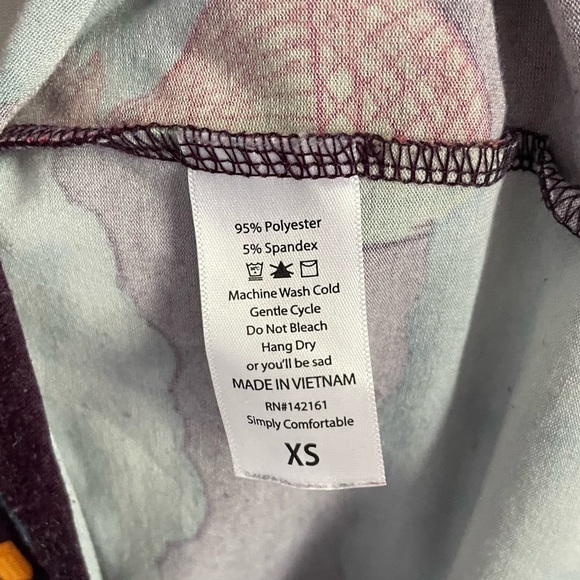 95% Polyester
5% Spandex
Machine Wash Cold
Gentle Cycle
Do Not Bleach
Hang Dry
or you'll be sad
MADE IN VIETNAM
RN#142161
Simply Comfortable
XS